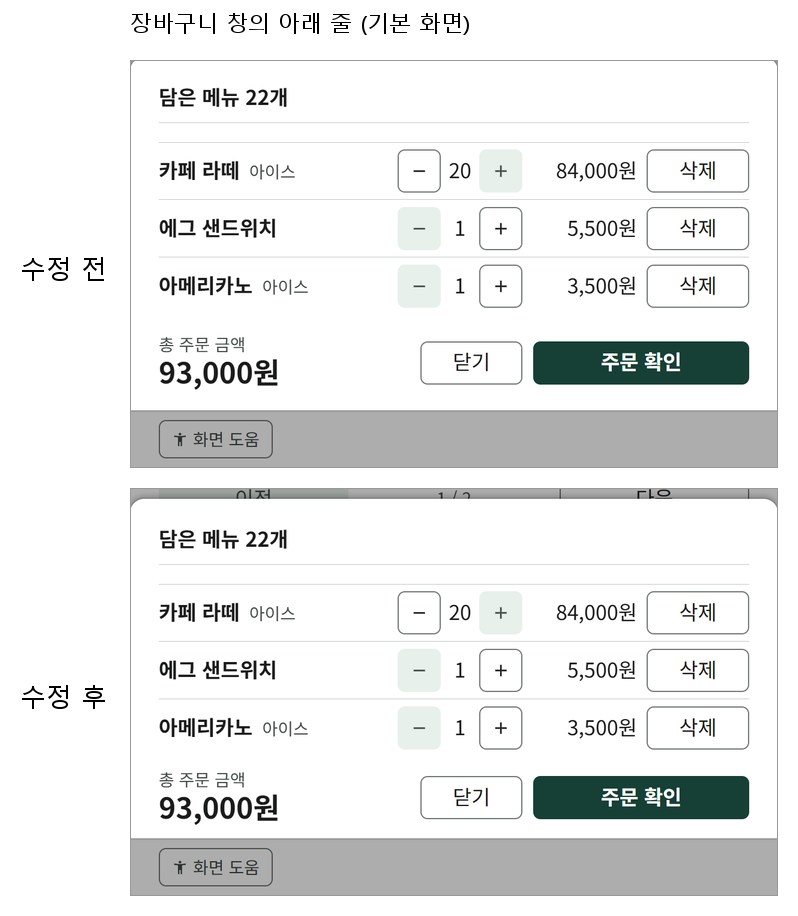 장바구니 창의 아래 줄 (기본 화면)
수정 전
담은 메뉴 22개
카페 라떼 아이스 − 20 + 84,000원 삭제
에그 샌드위치 − 1 + 5,500원 삭제
아메리카노 아이스 − 1 + 3,500원 삭제
총 주문 금액
93,000원 닫기 주문 확인
화면 도움
수정 후
이전 1 / 2 다음
담은 메뉴 22개
카페 라떼 아이스 − 20 + 84,000원 삭제
에그 샌드위치 − 1 + 5,500원 삭제
아메리카노 아이스 − 1 + 3,500원 삭제
총 주문 금액
93,000원 닫기 주문 확인
화면 도움